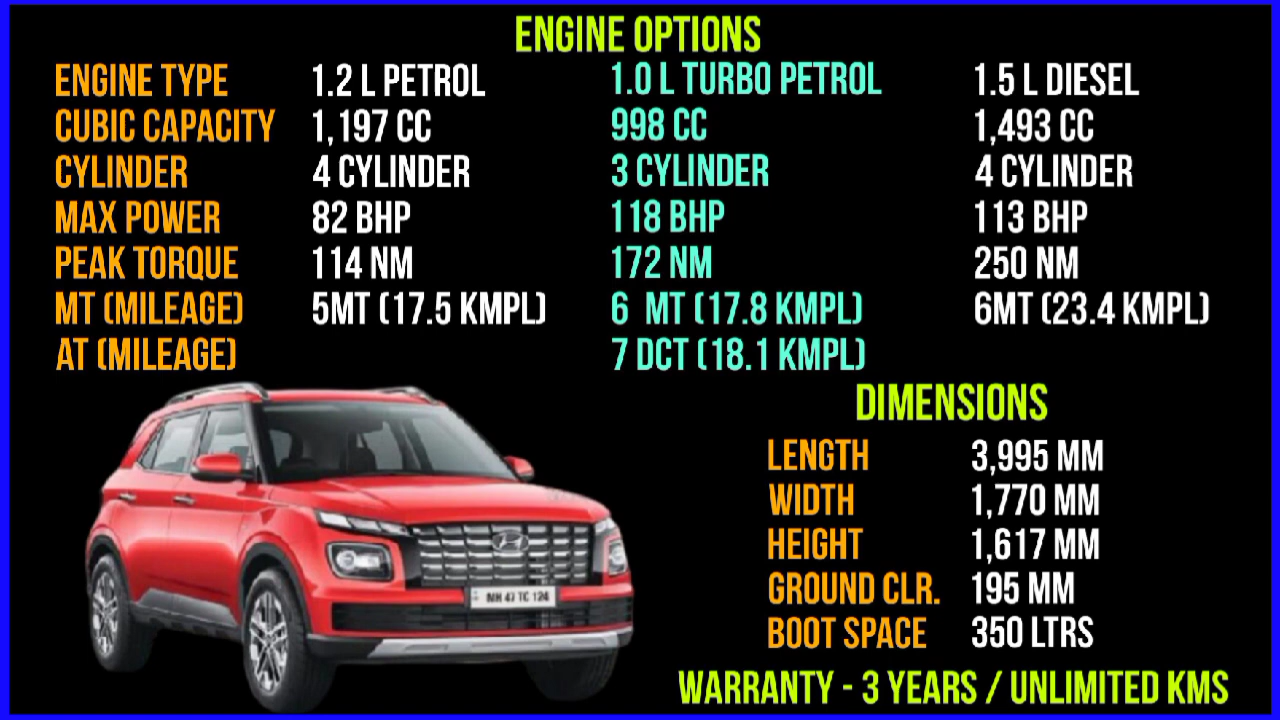 ENGINE OPTIONS
ENGINE TYPE 1.2 L PETROL 1.0 L TURBO PETROL 1.5 L DIESEL
CUBIC CAPACITY 1,197 CC 998 CC 1,493 CC
CYLINDER 4 CYLINDER 3 CYLINDER 4 CYLINDER
MAX POWER 82 BHP 118 BHP 113 BHP
PEAK TORQUE 114 NM 172 NM 250 NM
MT (MILEAGE) 5MT (17.5 KMPL) 6 MT (17.8 KMPL) 6MT (23.4 KMPL)
AT (MILEAGE) 7 DCT (18.1 KMPL)
DIMENSIONS
LENGTH 3,995 MM
WIDTH 1,770 MM
HEIGHT 1,617 MM
GROUND CLR. 195 MM
BOOT SPACE 350 LTRS
MH 47 TC 124
WARRANTY - 3 YEARS / UNLIMITED KMS